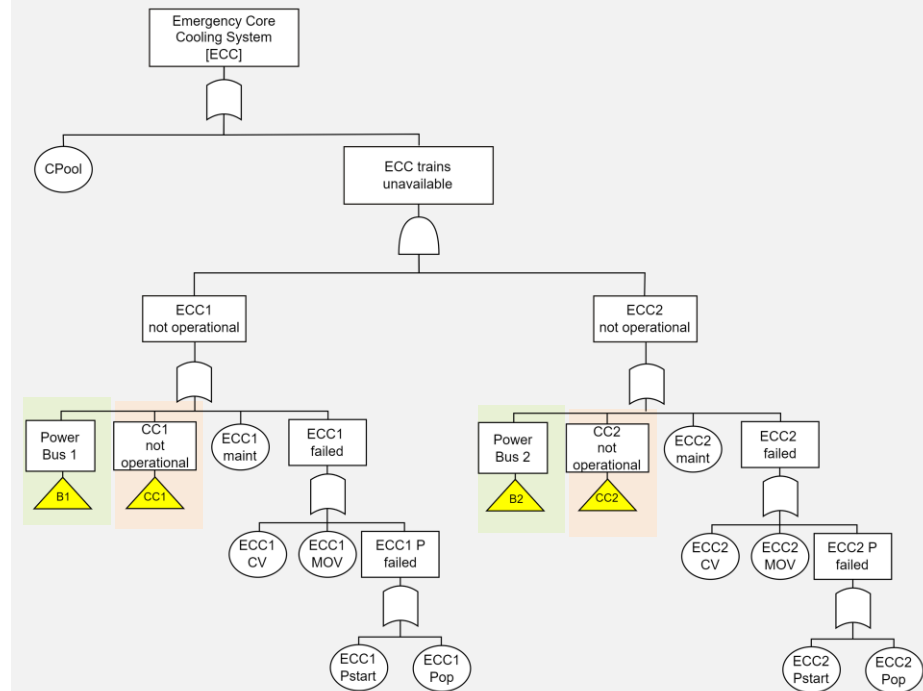 Emergency Core
Cooling System
[ECC]
CPool
ECC trains
unavailable
ECC1
not operational
ECC2
not operational
Power
Bus 1
B1
CC1
not
operational
CC1
ECC1
maint
ECC1
failed
Power
Bus 2
B2
CC2
not
operational
CC2
ECC2
maint
ECC2
failed
ECC1
CV
ECC1
MOV
ECC1 P
failed
ECC2
CV
ECC2
MOV
ECC2 P
failed
ECC1
Pstart
ECC1
Pop
ECC2
Pstart
ECC2
Pop